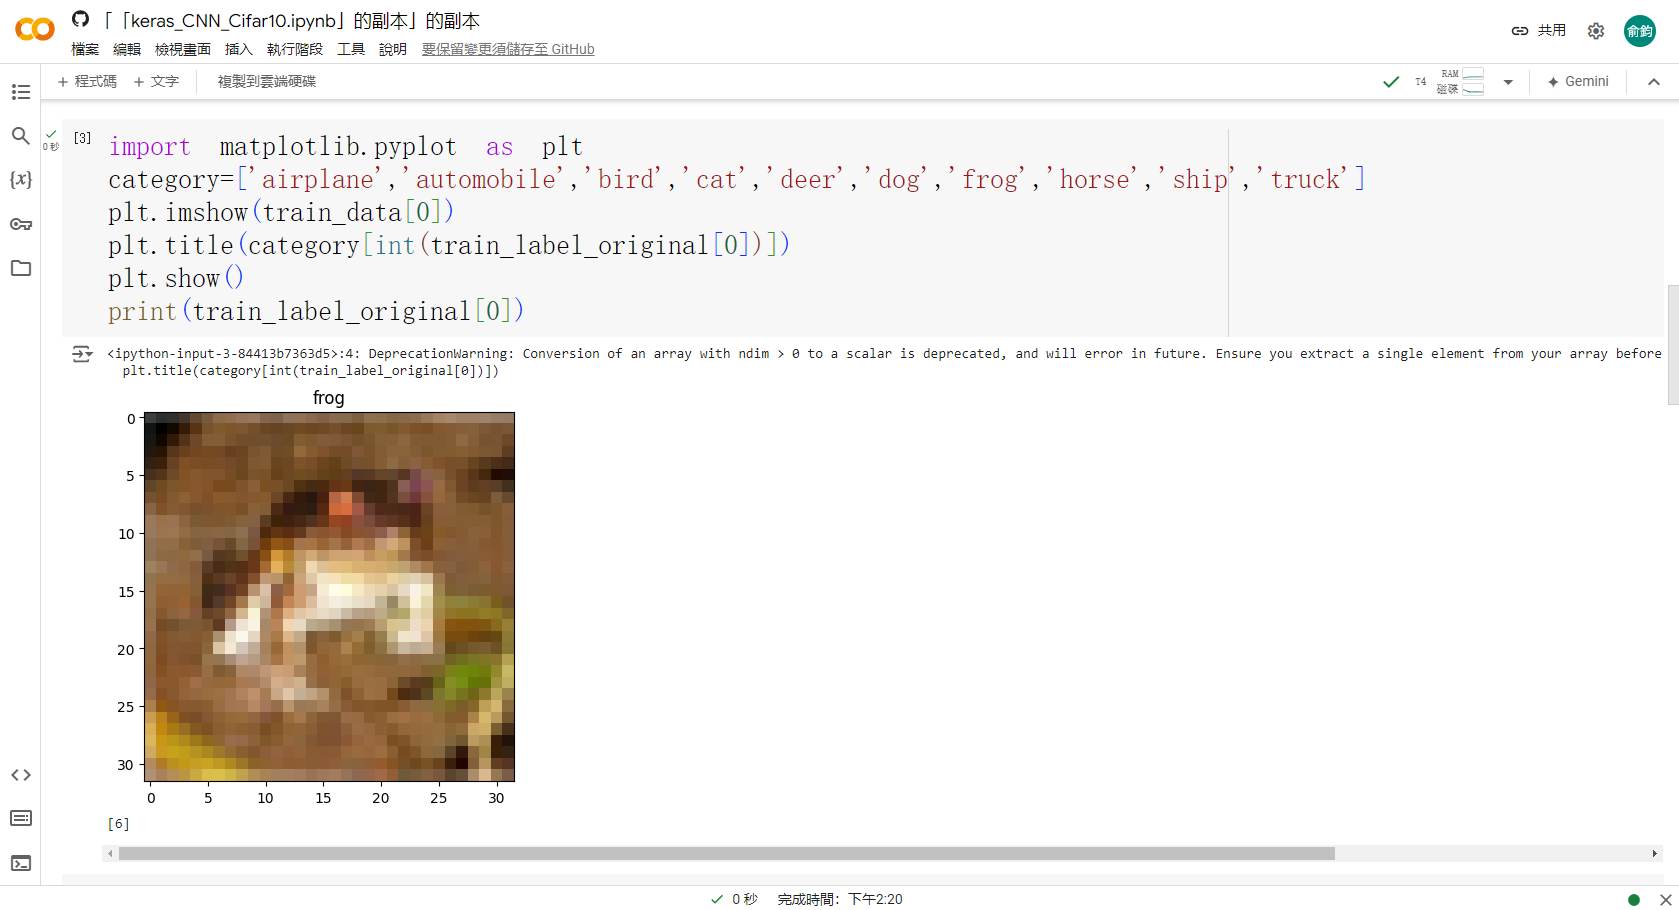 「「keras_CNN_Cifar10.ipynb」的副本」的副本
檔案 編輯 檢視畫面 插入 執行階段 工具 說明 要保留變更須儲存至 GitHub
共用
俞鈞
+ 程式碼 + 文字 複製到雲端硬碟
T4
RAM
磁碟
Gemini
{x}
0 秒
[3]
import matplotlib.pyplot as plt
category=['airplane','automobile','bird','cat','deer','dog','frog','horse','ship','truck']
plt.imshow(train_data[0])
plt.title(category[int(train_label_original[0])])
plt.show()
print(train_label_original[0])
<ipython-input-3-84413b7363d5>:4: DeprecationWarning: Conversion of an array with ndim > 0 to a scalar is deprecated, and will error in future. Ensure you extract a single element from your array before
plt.title(category[int(train_label_original[0])])
frog
0
5
10
15
20
25
30
0 5 10 15 20 25 30
[6]
0 秒 完成時間：下午2:20